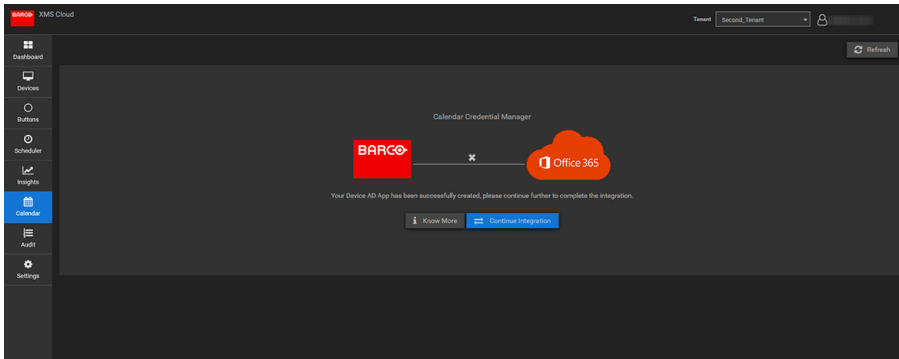 BARCO XMS Cloud
Tenant Second_Tenant
Refresh
Dashboard
Devices
Buttons
Scheduler
Insights
Calendar
Audit
Settings
Calendar Credential Manager
BARCO
Office 365
Your Device AD App has been successfully created, please continue further to complete the integration.
Know More
Continue Integration